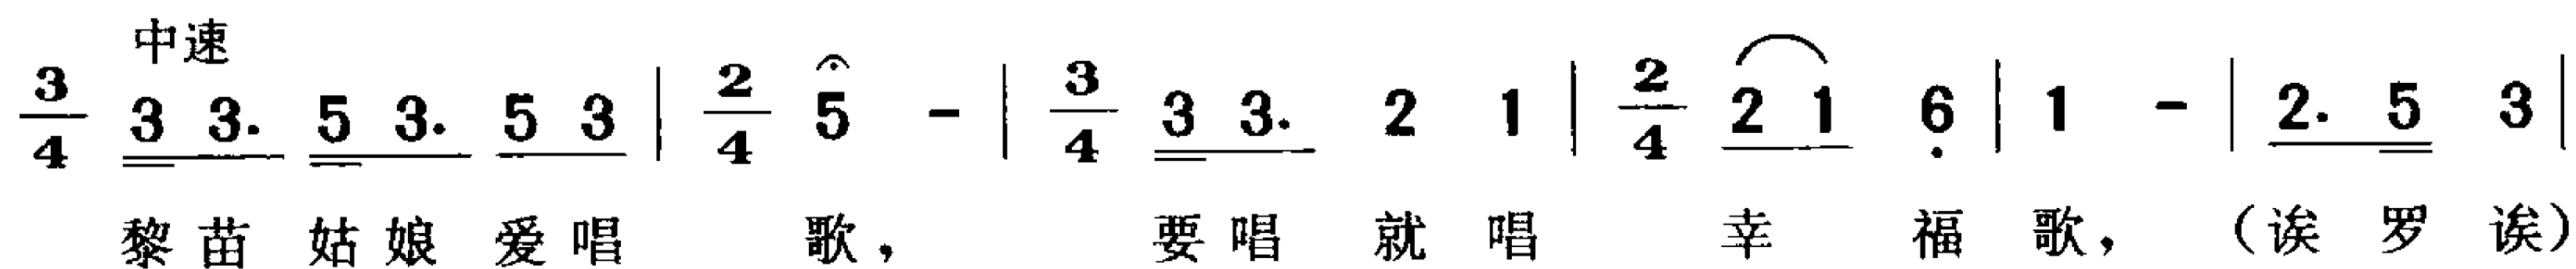 中速
3/4 3 3. 5 3. 5 3 | 2/4 5 - | 3/4 3 3. 2 1 | 2/4 2 1 6 | 1 - | 2. 5 3 |
黎苗姑娘爱唱 歌， 要唱就唱 幸福歌，（诶罗诶）